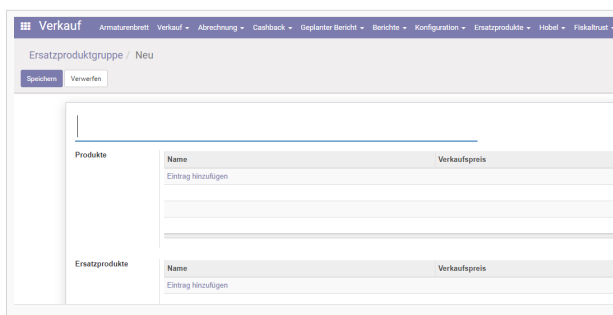 Verkauf Armaturenbrett Verkauf Abrechnung Cashback Geplanter Bericht Berichte Konfiguration Ersatzprodukte Hobel Fiskaltrust
Ersatzproduktgruppe / Neu
Speichern Verwerfen
Produkte
Name Verkaufspreis
Eintrag hinzufügen
Ersatzprodukte
Name Verkaufspreis
Eintrag hinzufügen